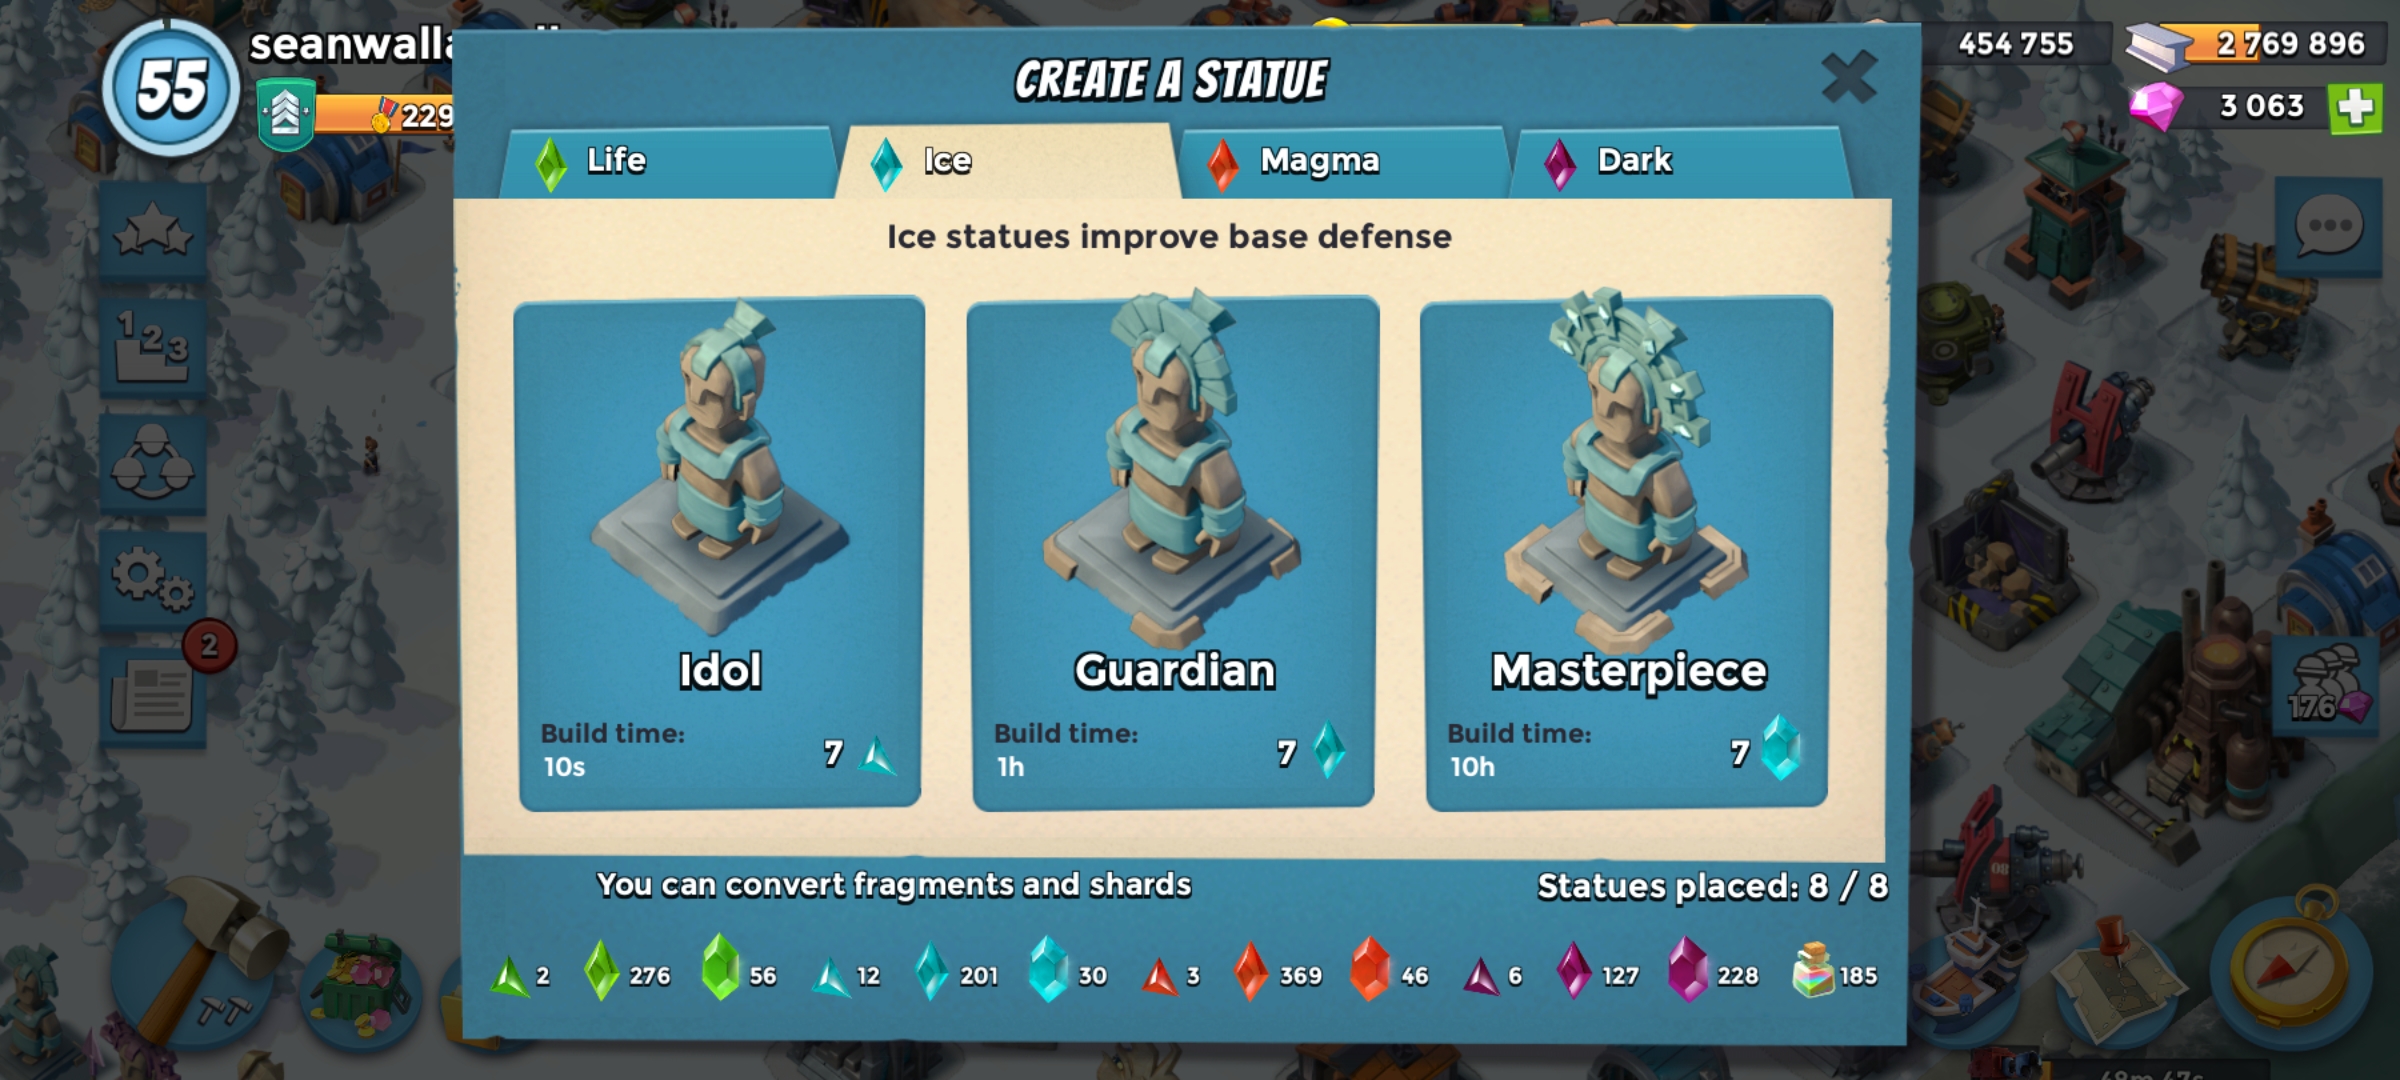 55
229
454 755
2 769 896
3 063
CREATE A STATUE
Life
Ice
Magma
Dark
Ice statues improve base defense
123
2
Idol
Build time:
10s
7
Guardian
Build time:
1h
7
Masterpiece
Build time:
10h
7
176
08
You can convert fragments and shards
Statues placed: 8 / 8
2 276 56 12 201 30 3 369 46 6 127 228 185